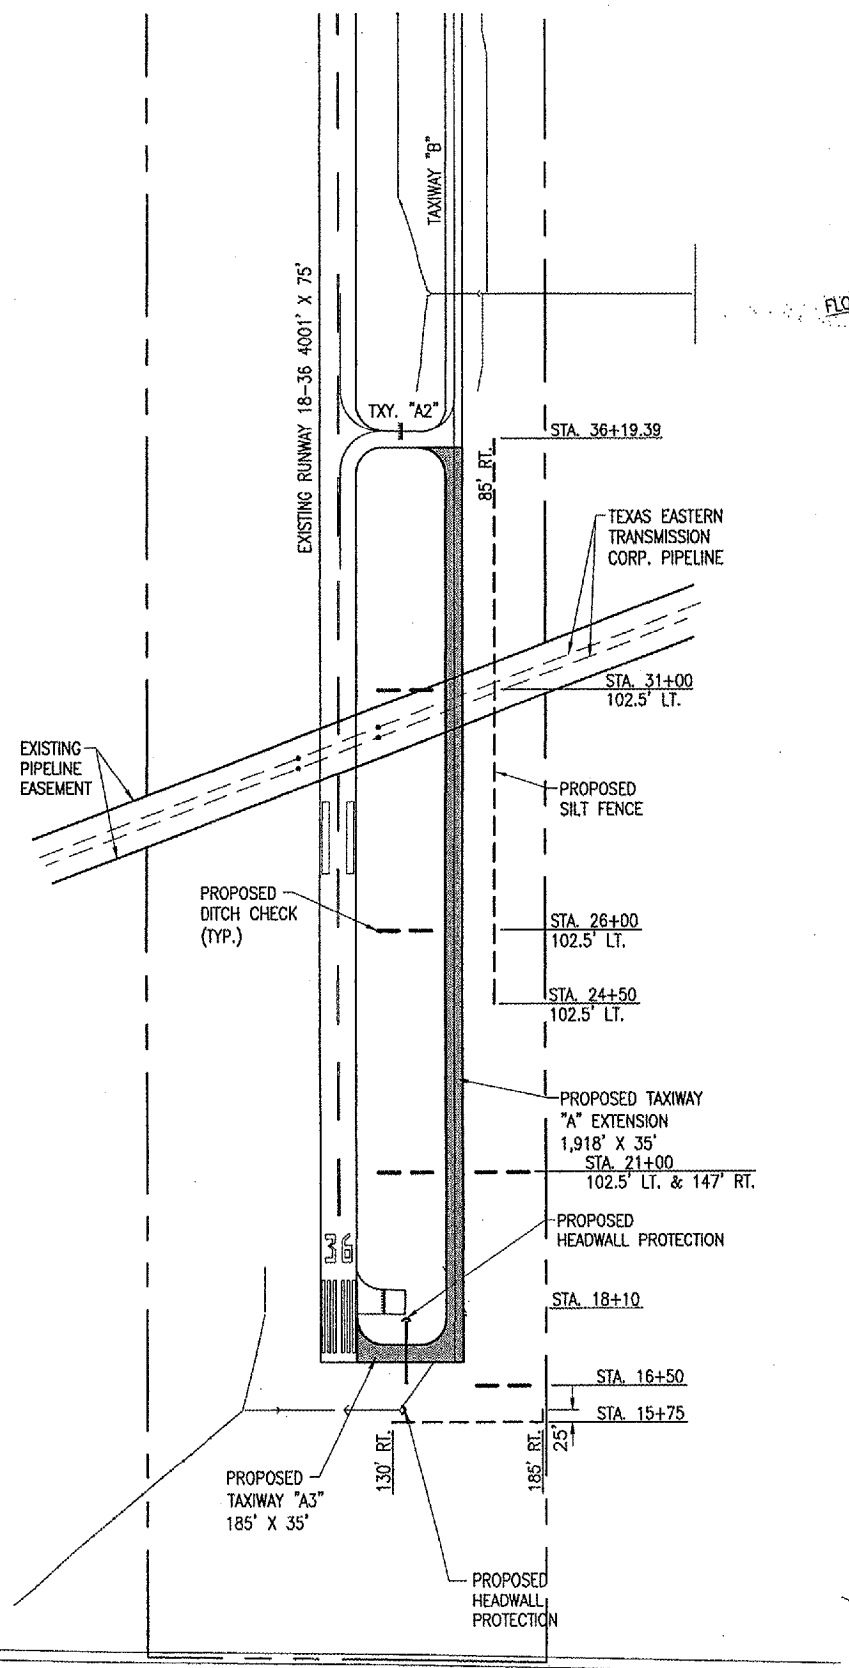 TAXIWAY "B"
EXISTING RUNWAY 18-36 4001' X 75'
FLO
TXY. "A2"
STA. 36+19.39
85' RT.
TEXAS EASTERN
TRANSMISSION
CORP. PIPELINE
STA. 31+00
102.5' LT.
EXISTING
PIPELINE
EASEMENT
PROPOSED
SILT FENCE
PROPOSED
DITCH CHECK
(TYP.)
STA. 26+00
102.5' LT.
STA. 24+50
102.5' LT.
PROPOSED TAXIWAY
"A" EXTENSION
1,918' X 35'
STA. 21+00
102.5' LT. & 147' RT.
PROPOSED
HEADWALL PROTECTION
36
STA. 18+10
STA. 16+50
STA. 15+75
25'
130' RT.
185' RT.
PROPOSED
TAXIWAY "A3"
185' X 35'
PROPOSED
HEADWALL
PROTECTION